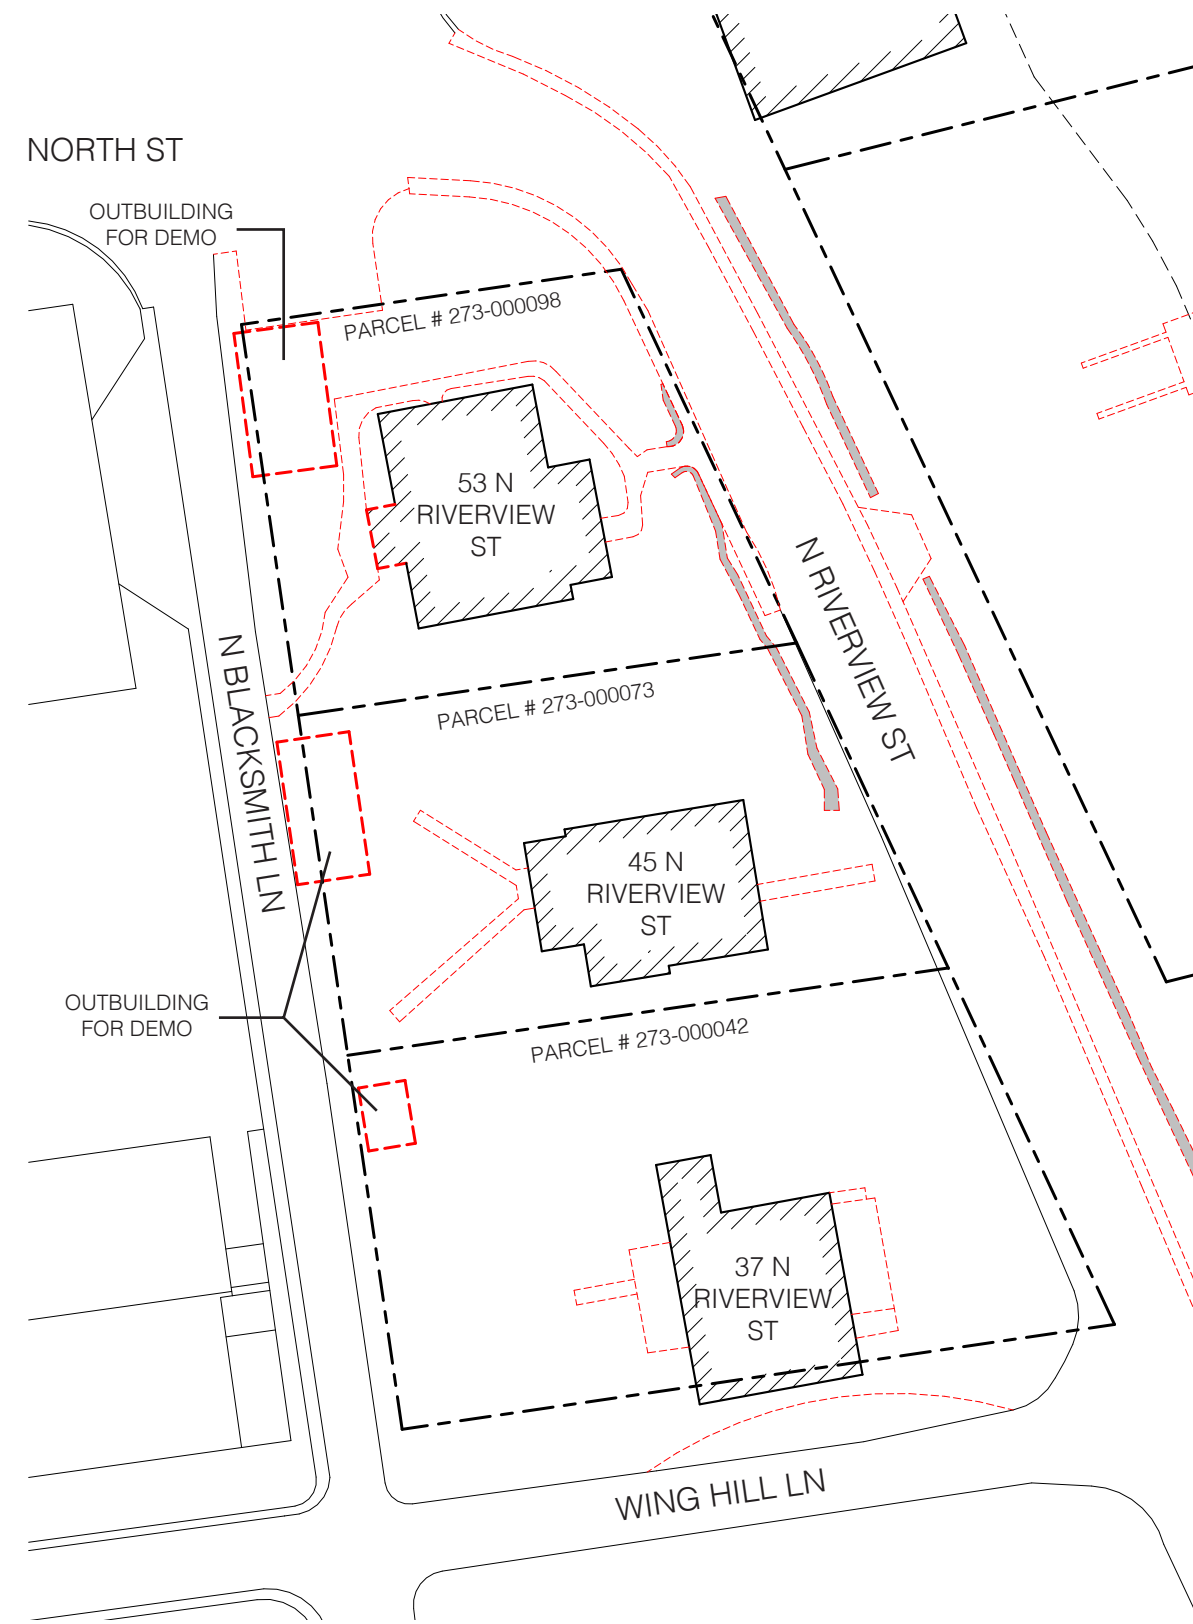 NORTH ST
OUTBUILDING
FOR DEMO
PARCEL # 273-000098
53 N
RIVERVIEW
ST
N RIVERVIEW ST
N BLACKSMITH LN
PARCEL # 273-000073
45 N
RIVERVIEW
ST
OUTBUILDING
FOR DEMO
PARCEL # 273-000042
37 N
RIVERVIEW
ST
WING HILL LN